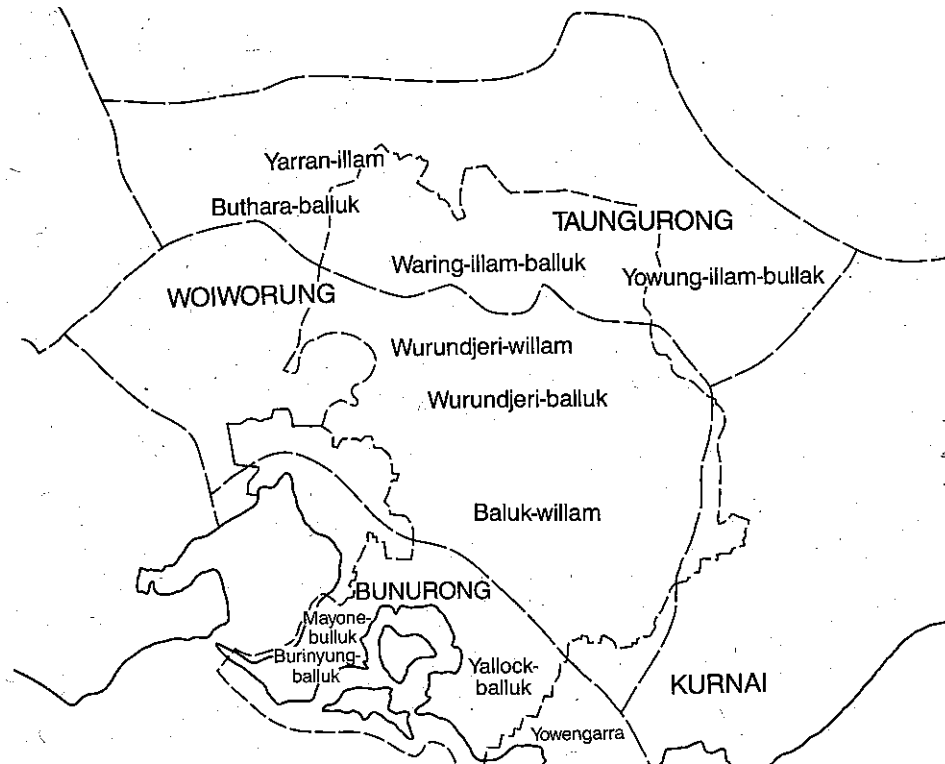 Yarran-illam
Buthara-balluk
TAUNGURONG
Waring-illam-balluk
Yowung-illam-bullak
WOIWORUNG
Wurundjeri-willam
Wurundjeri-balluk
Baluk-willam
BUNURONG
Mayone-
bulluk
Burinyung-
balluk
Yallock-
balluk
KURNAI
Yowengarra